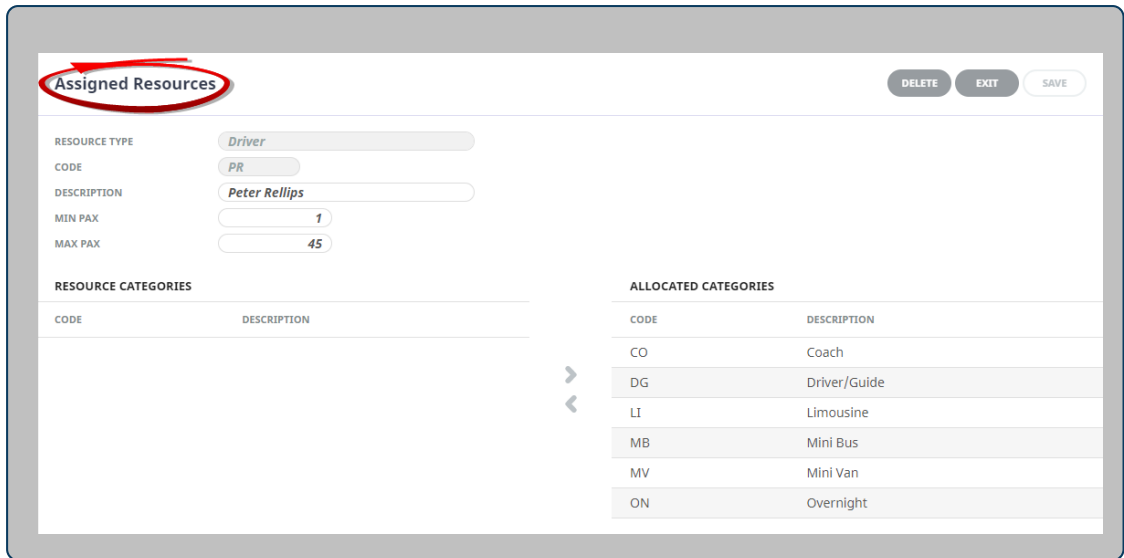 Assigned Resources
DELETE EXIT SAVE
RESOURCE TYPE Driver
CODE PR
DESCRIPTION Peter Rellips
MIN PAX 1
MAX PAX 45
RESOURCE CATEGORIES ALLOCATED CATEGORIES
CODE DESCRIPTION CODE DESCRIPTION
CO Coach
DG Driver/Guide
LI Limousine
MB Mini Bus
MV Mini Van
ON Overnight